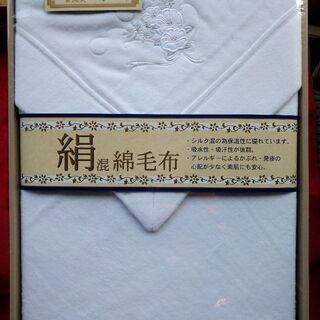 絹混綿毛布
・シルク混の為保温性に優れています。
・吸水性・吸汗性が抜群。
・アレルギーによるかぶれ・発疹の
心配が少なく素肌にも安心。